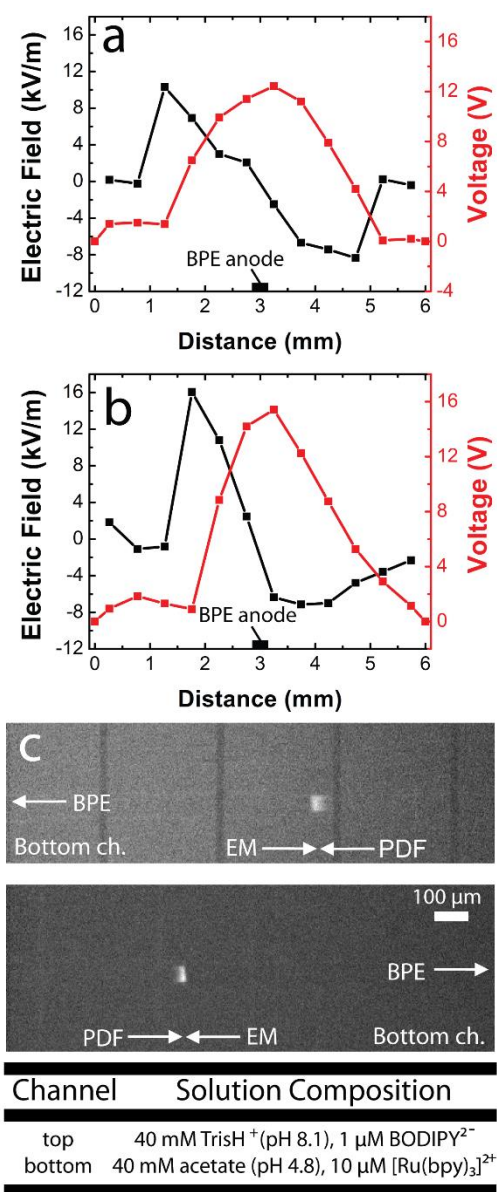 a
Electric Field (kV/m)
16
12
8
4
0
-4
-8
-12
Voltage (V)
16
12
8
4
0
-4
BPE anode
0 1 2 3 4 5 6
Distance (mm)
b
Electric Field (kV/m)
16
12
8
4
0
-4
-8
-12
Voltage (V)
16
12
8
4
0
BPE anode
0 1 2 3 4 5 6
Distance (mm)
c
BPE
Bottom ch.
EM PDF
100 μm
BPE
PDF EM
Bottom ch.
Channel Solution Composition
top 40 mM TrisH⁺(pH 8.1), 1 μM BODIPY²⁻
bottom 40 mM acetate (pH 4.8), 10 μM [Ru(bpy)₃]²⁺